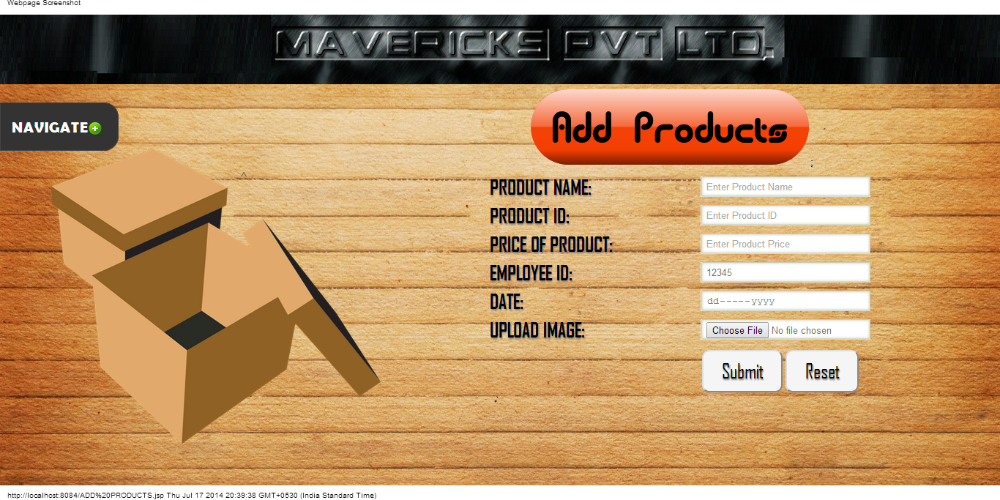 Webpage Screenshot
MAVERICKS PVT LTD.
NAVIGATE+
Add Products
PRODUCT NAME: Enter Product Name
PRODUCT ID: Enter Product ID
PRICE OF PRODUCT: Enter Product Price
EMPLOYEE ID: 12345
DATE: dd-----yyyy
UPLOAD IMAGE: Choose File No file chosen
Submit Reset
http://localhost:8084/ADD%20PRODUCTS.jsp Thu Jul 17 2014 20:39:38 GMT+0530 (India Standard Time)